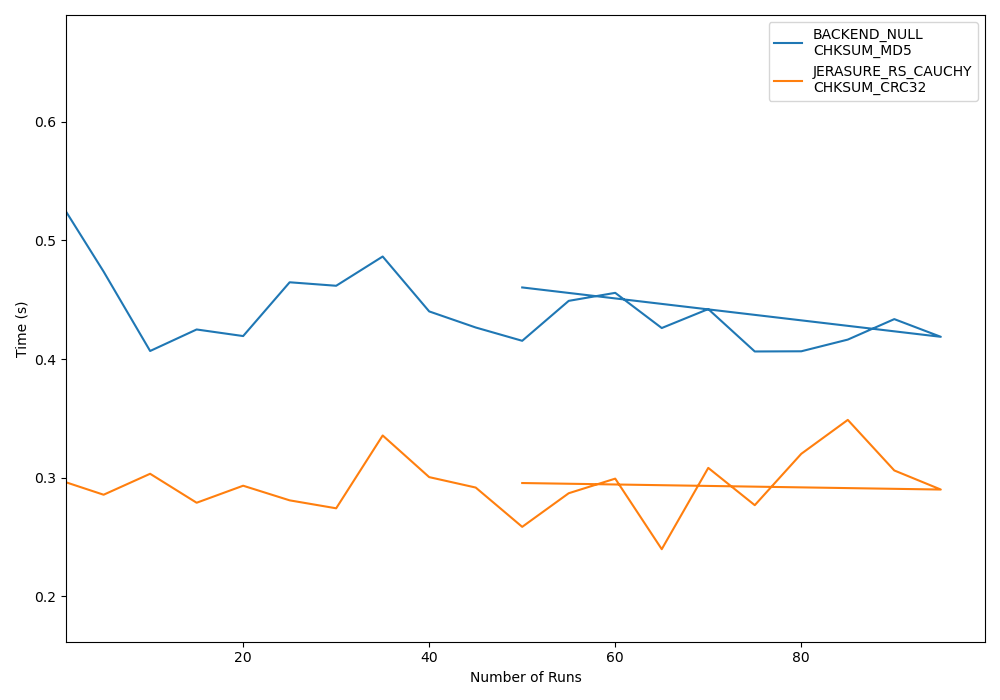 BACKEND_NULL
CHKSUM_MD5
JERASURE_RS_CAUCHY
CHKSUM_CRC32
Time (s)
0.6
0.5
0.4
0.3
0.2
20 40 60 80
Number of Runs